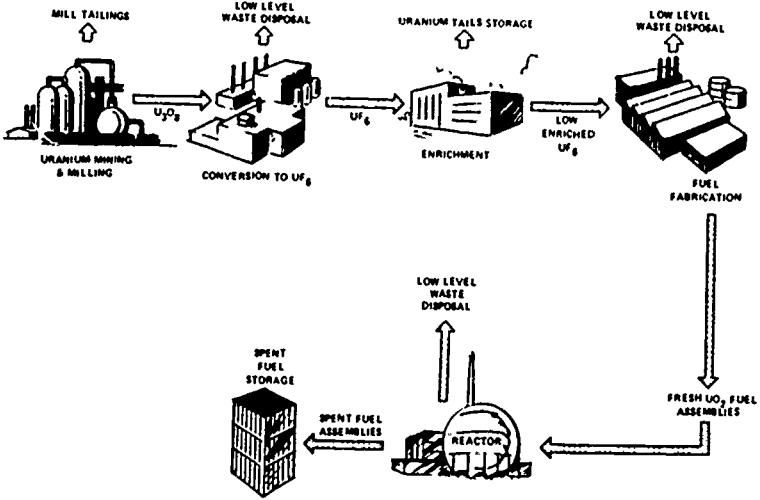 MILL TAILINGS
LOW LEVEL
WASTE DISPOSAL
URANIUM TAILS STORAGE
LOW LEVEL
WASTE DISPOSAL
U3O8
UF6
LOW
ENRICHED
UF6
URANIUM MINING
& MILLING
CONVERSION TO UF6
ENRICHMENT
FUEL
FABRICATION
LOW LEVEL
WASTE
DISPOSAL
SPENT
FUEL
STORAGE
FRESH UO2 FUEL
ASSEMBLIES
SPENT FUEL
ASSEMBLIES
REACTOR